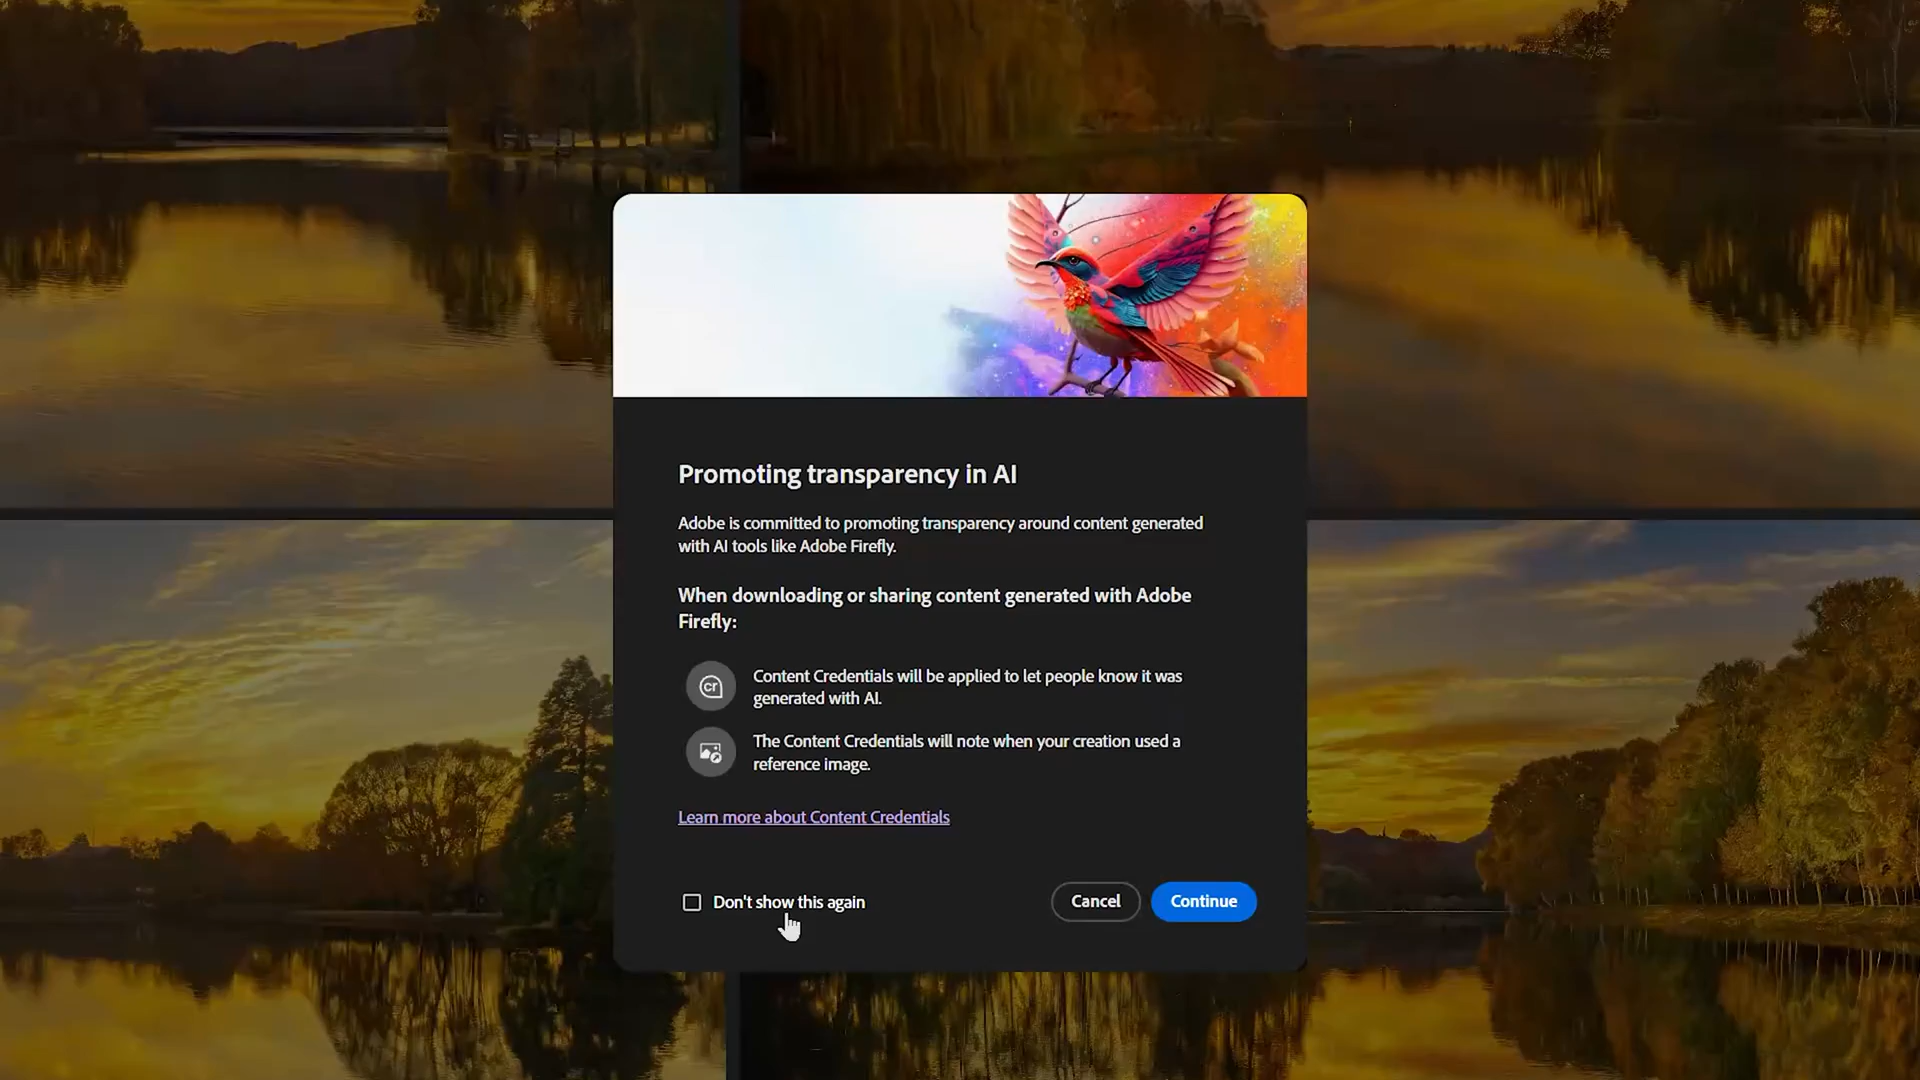 Promoting transparency in AI
Adobe is committed to promoting transparency around content generated
with AI tools like Adobe Firefly.
When downloading or sharing content generated with Adobe
Firefly:
cr
Content Credentials will be applied to let people know it was
generated with AI.
The Content Credentials will note when your creation used a
reference image.
Learn more about Content Credentials
Don't show this again
Cancel
Continue